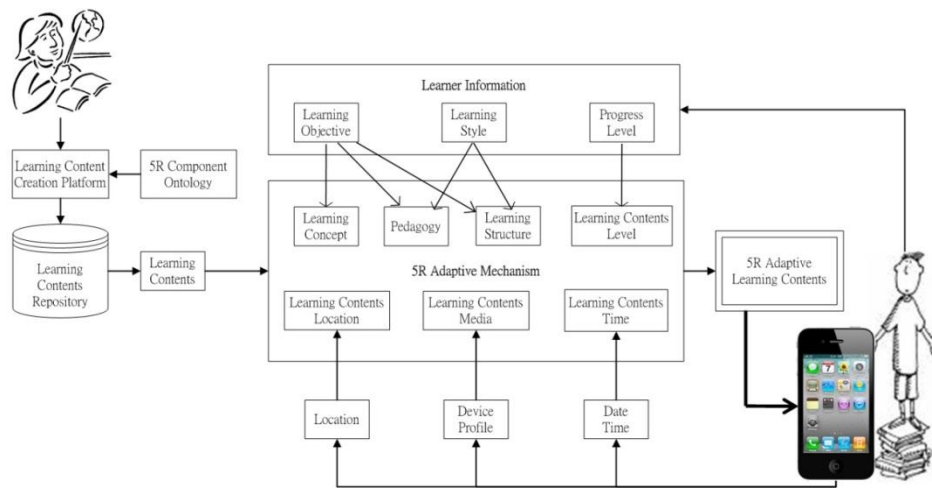 Learner Information
Learning
Objective
Learning
Style
Progress
Level
Learning Content
Creation Platform
5R Component
Ontology
Learning
Concept
Pedagogy
Learning
Structure
Learning Contents
Level
Learning
Contents
Repository
Learning
Contents
5R Adaptive Mechanism
5R Adaptive
Learning Contents
Learning Contents
Location
Learning Contents
Media
Learning Contents
Time
Location
Device
Profile
Date
Time
7